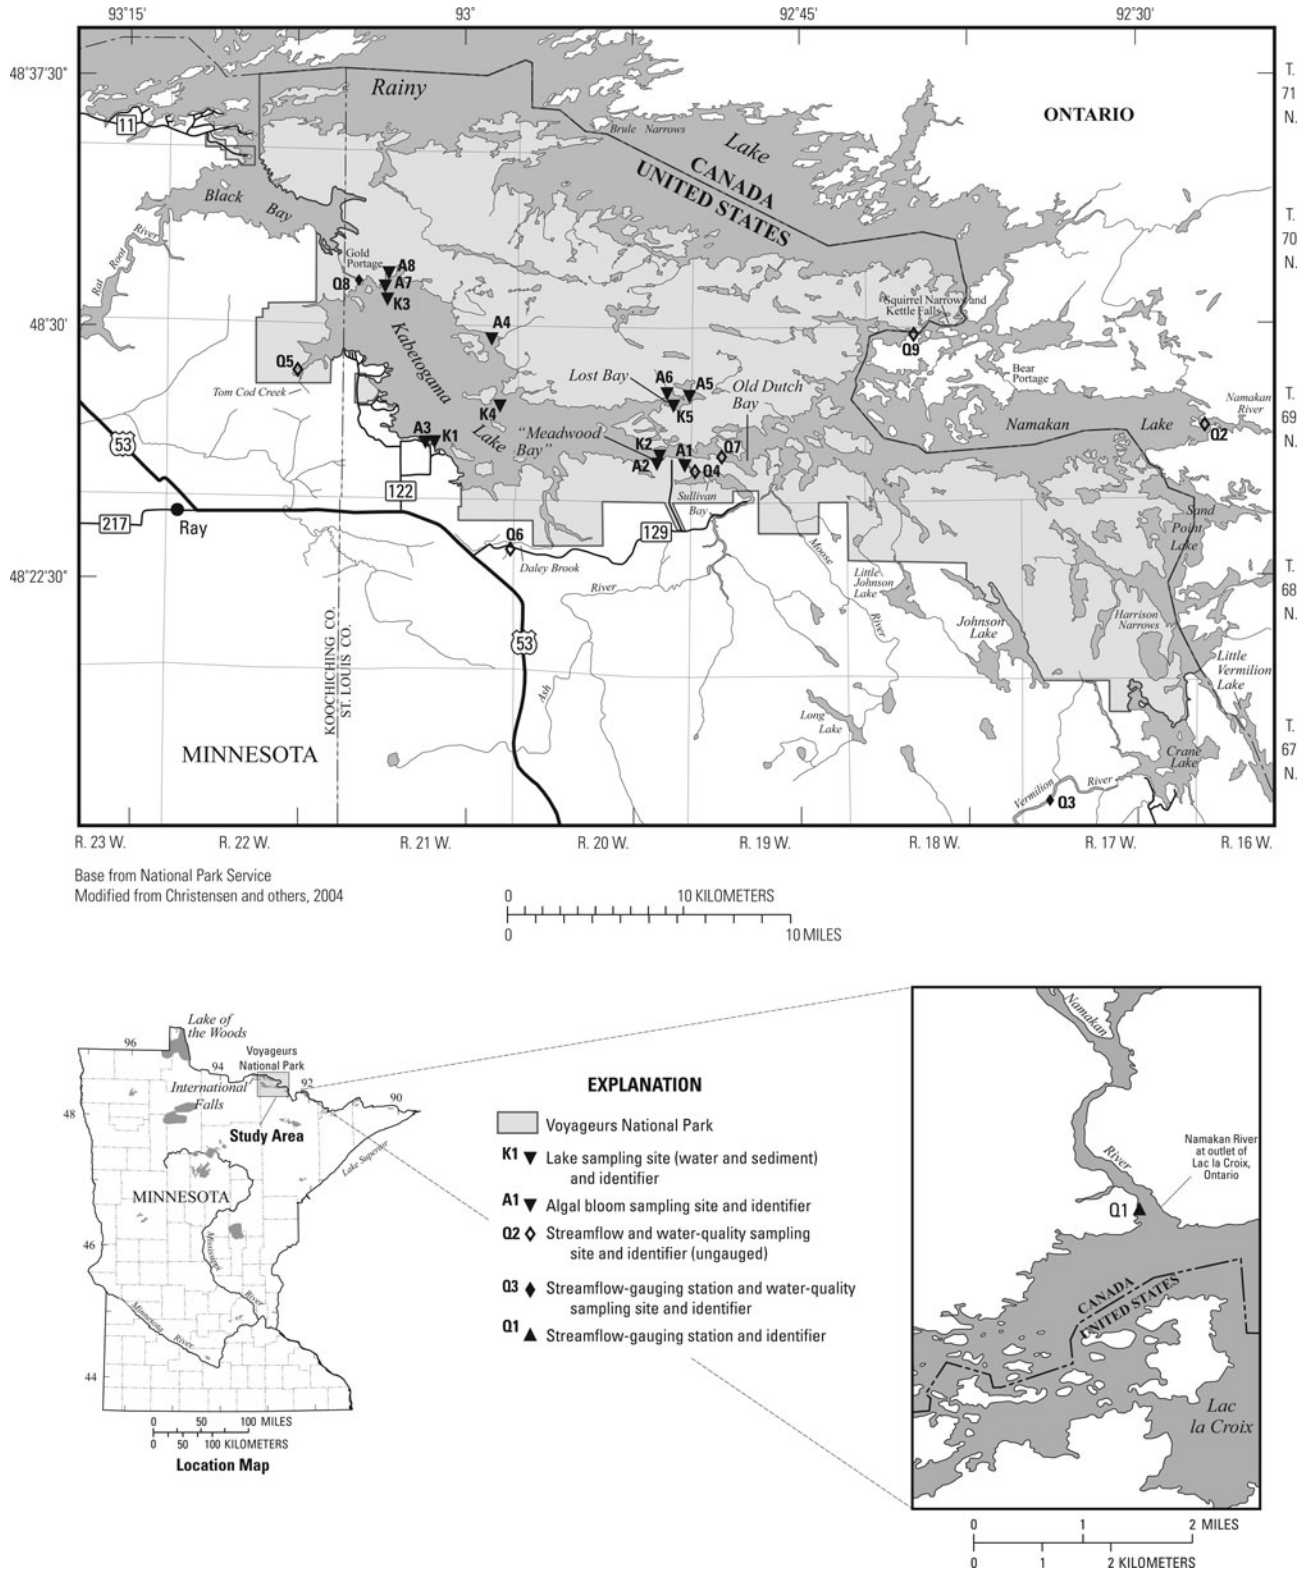 93°15' 93° 92°45' 92°30'
48°37'30"
48°30'
48°22'30"
T.
71
N.
T.
70
N.
T.
69
N.
T.
68
N.
T.
67
N.
Rainy
Lake
ONTARIO
11
Brule Narrows
CANADA
UNITED STATES
Black
Bay
Rat Root River
Gold
Portage
Q8
A8
A7
K3
Kabetogama
Lake
A4
Squirrel Narrows and
Kettle Falls
Q9
Bear
Portage
Q5
Tom Cod Creek
Lost Bay
A6
A5
K5
Old Dutch
Bay
K4
Namakan
Lake
Namakan
River
Q2
A3
K1
"Meadwood
Bay"
K2
A2
A1
Q7
Q4
Sullivan
Bay
53
122
217
Ray
Q6
129
Daley Brook
Sand
Point
Lake
Moose
River
Little
Johnson
Lake
Johnson
Lake
Harrison
Narrows
Little
Vermilion
Lake
Ash
River
53
KOOCHICHING CO.
ST. LOUIS CO.
MINNESOTA
Long
Lake
Crane
Lake
Vermilion River
Q3
R. 23 W. R. 22 W. R. 21 W. R. 20 W. R. 19 W. R. 18 W. R. 17 W. R. 16 W.
Base from National Park Service
Modified from Christensen and others, 2004
0 10 KILOMETERS
0 10 MILES
Lake of
the Woods
96
94
92
90
48
46
44
Voyageurs
National Park
International
Falls
Study Area
Lake Superior
MINNESOTA
Mississippi
River
Minnesota
River
0 50 100 MILES
0 50 100 KILOMETERS
Location Map
EXPLANATION
Voyageurs National Park
K1 Lake sampling site (water and sediment)
and identifier
A1 Algal bloom sampling site and identifier
Q2 Streamflow and water-quality sampling
site and identifier (ungauged)
Q3 Streamflow-gauging station and water-quality
sampling site and identifier
Q1 Streamflow-gauging station and identifier
Namakan
River
Namakan River
at outlet of
Lac la Croix,
Ontario
Q1
CANADA
UNITED STATES
Lac
la Croix
0 1 2 MILES
0 1 2 KILOMETERS